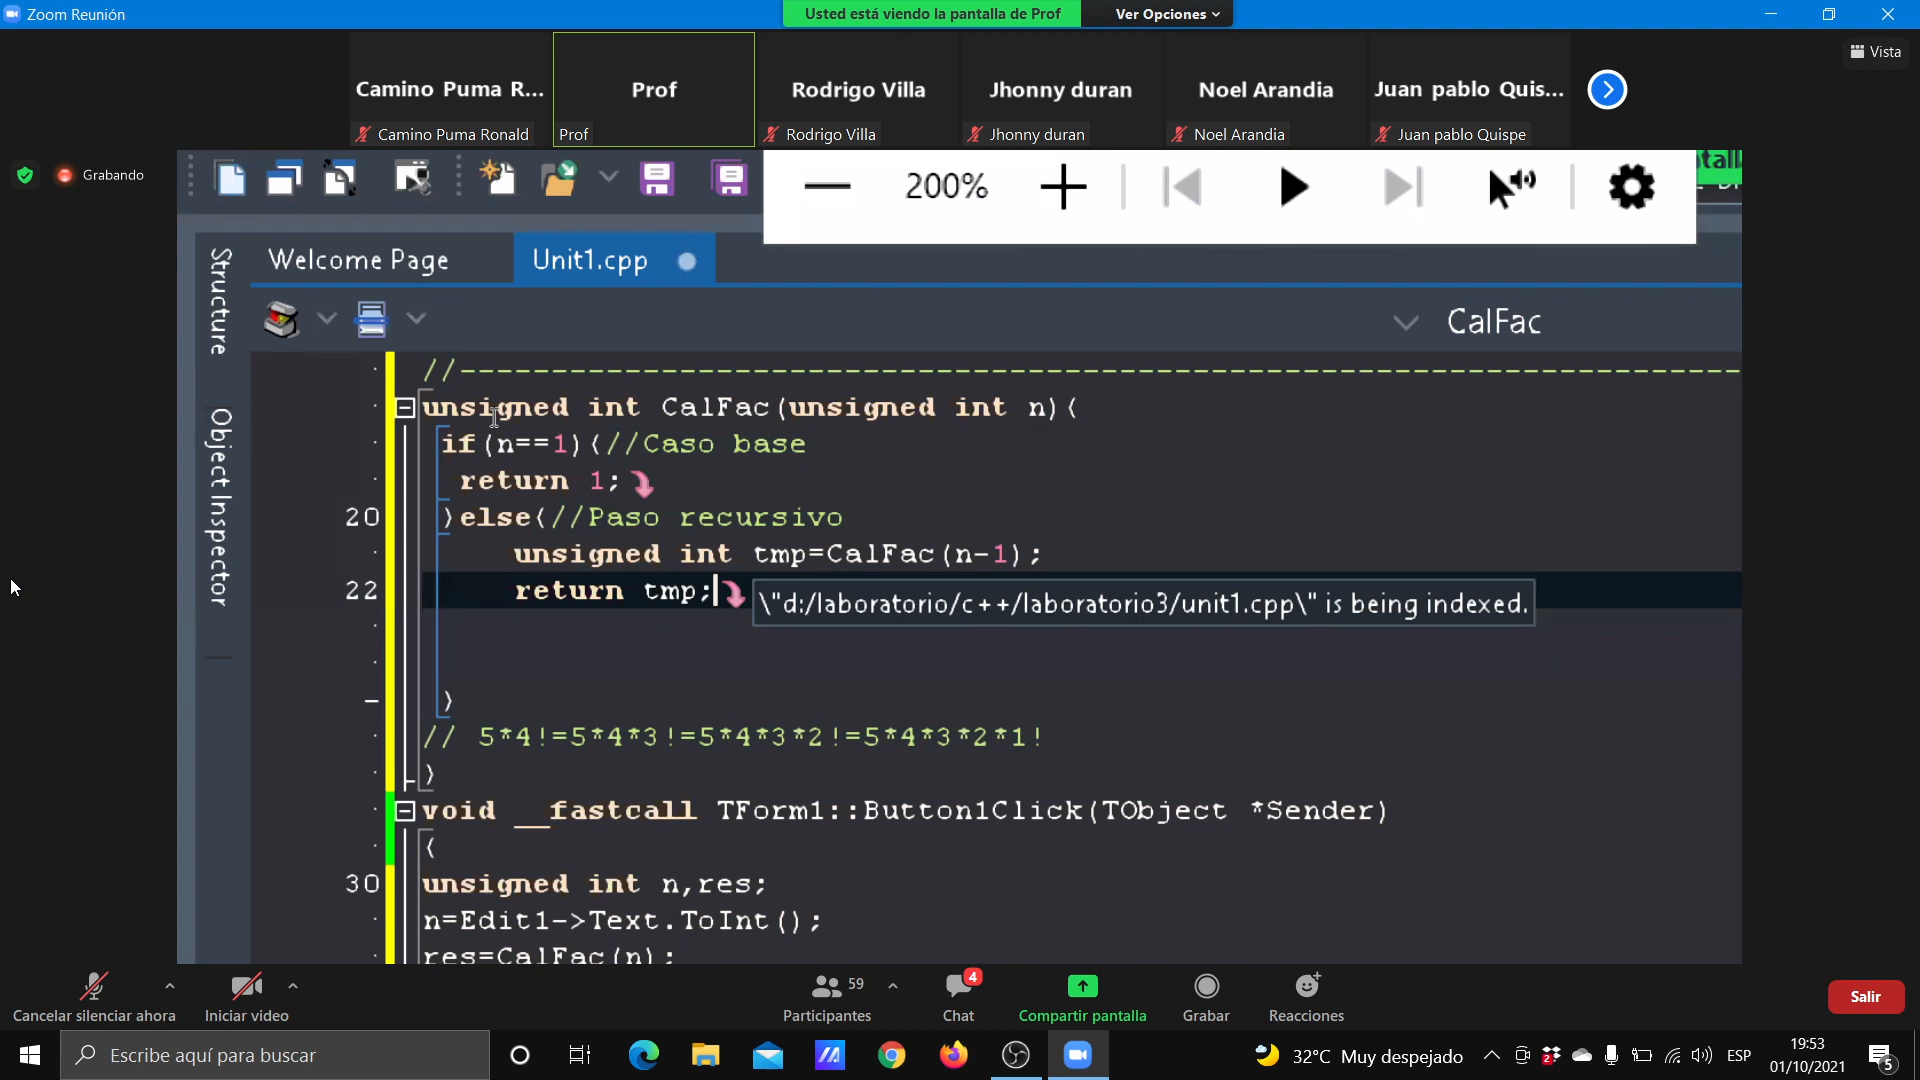 Zoom Reunión
Usted está viendo la pantalla de Prof
Ver Opciones
Vista
Camino Puma R...
Prof
Rodrigo Villa
Jhonny duran
Noel Arandia
Juan pablo Quis...
Camino Puma Ronald
Prof
Rodrigo Villa
Jhonny duran
Noel Arandia
Juan pablo Quispe
Grabando
200%
Structure
Object Inspector
Welcome Page
Unit1.cpp
CalFac
//----------------------------------------------------------------------
unsigned int CalFac(unsigned int n){
if(n==1){//Caso base
return 1;
20 }else{//Paso recursivo
unsigned int tmp=CalFac(n-1);
22 return tmp;
\"d:/laboratorio/c++/laboratorio3/unit1.cpp\" is being indexed.
}
// 5*4!=5*4*3!=5*4*3*2!=5*4*3*2*1!
}
void __fastcall TForm1::Button1Click(TObject *Sender)
{
30 unsigned int n,res;
n=Edit1->Text.ToInt();
res=CalFac(n);
Cancelar silenciar ahora
Iniciar video
59
Participantes
4
Chat
Compartir pantalla
Grabar
Reacciones
Salir
Escribe aquí para buscar
32°C Muy despejado
2
ESP
19:53
01/10/2021
5